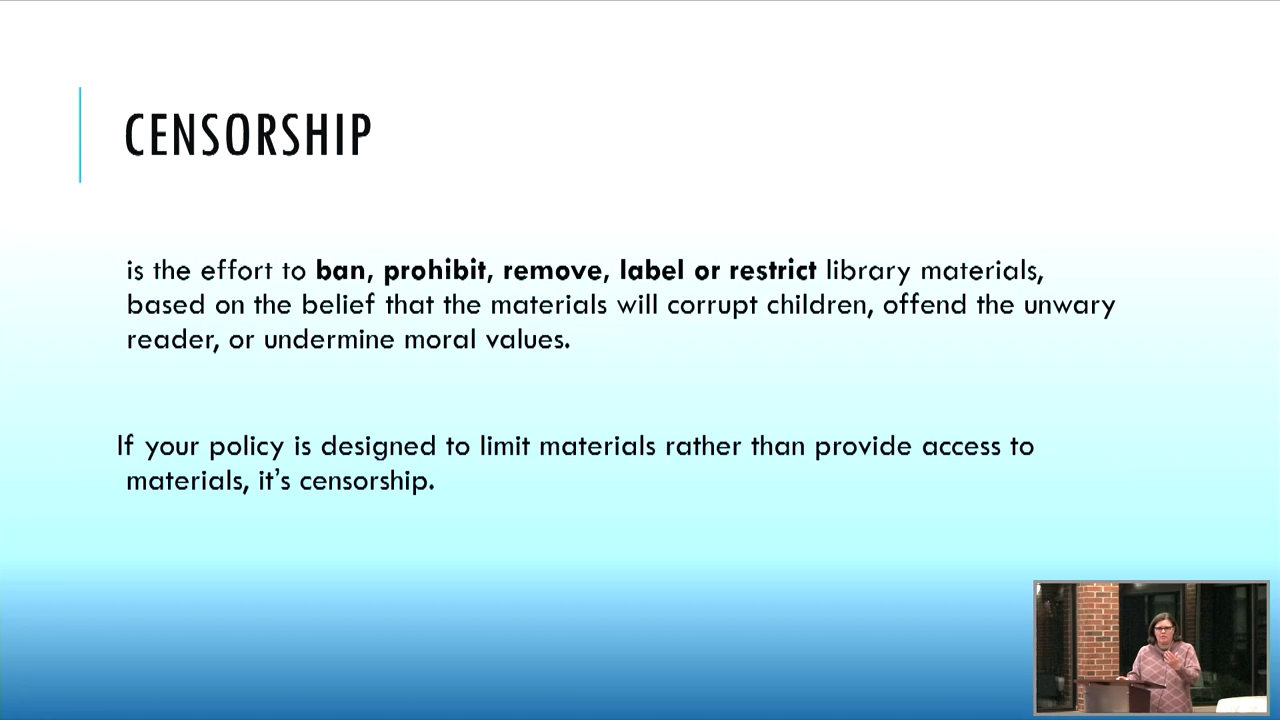 CENSORSHIP
is the effort to ban, prohibit, remove, label or restrict library materials,
based on the belief that the materials will corrupt children, offend the unwary
reader, or undermine moral values.
If your policy is designed to limit materials rather than provide access to
materials, it’s censorship.